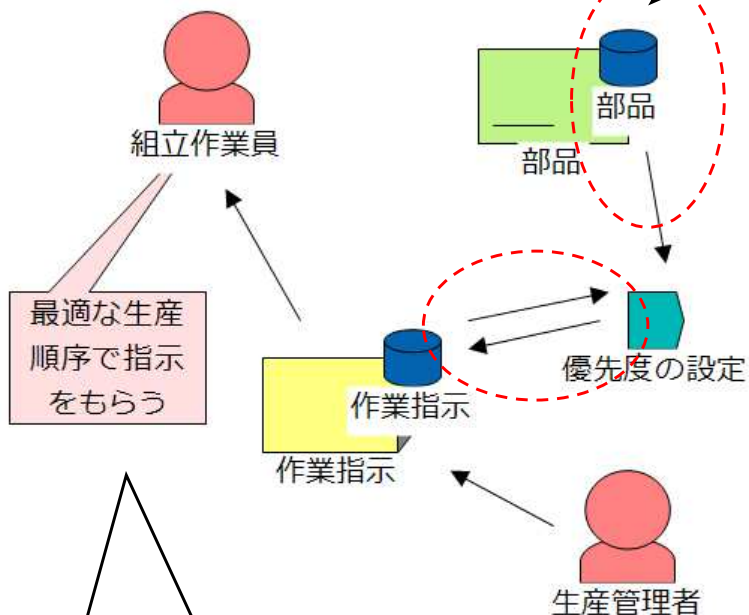 組立作業員
部品
部品
最適な生産
順序で指示
をもらう
優先度の設定
作業指示
作業指示
生産管理者